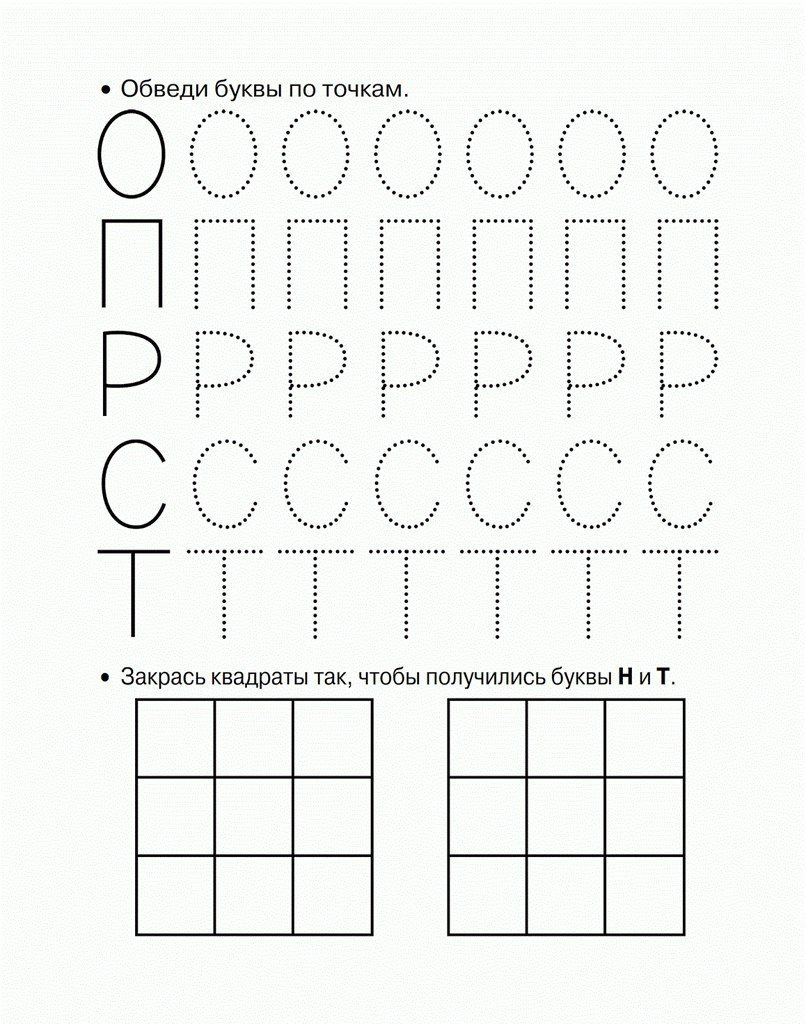 • Обведи буквы по точкам.
О О О О О О О
П П П П П П П
Р Р Р Р Р Р Р
С С С С С С С
Т Т Т Т Т Т Т
• Закрась квадраты так, чтобы получились буквы Н и Т.